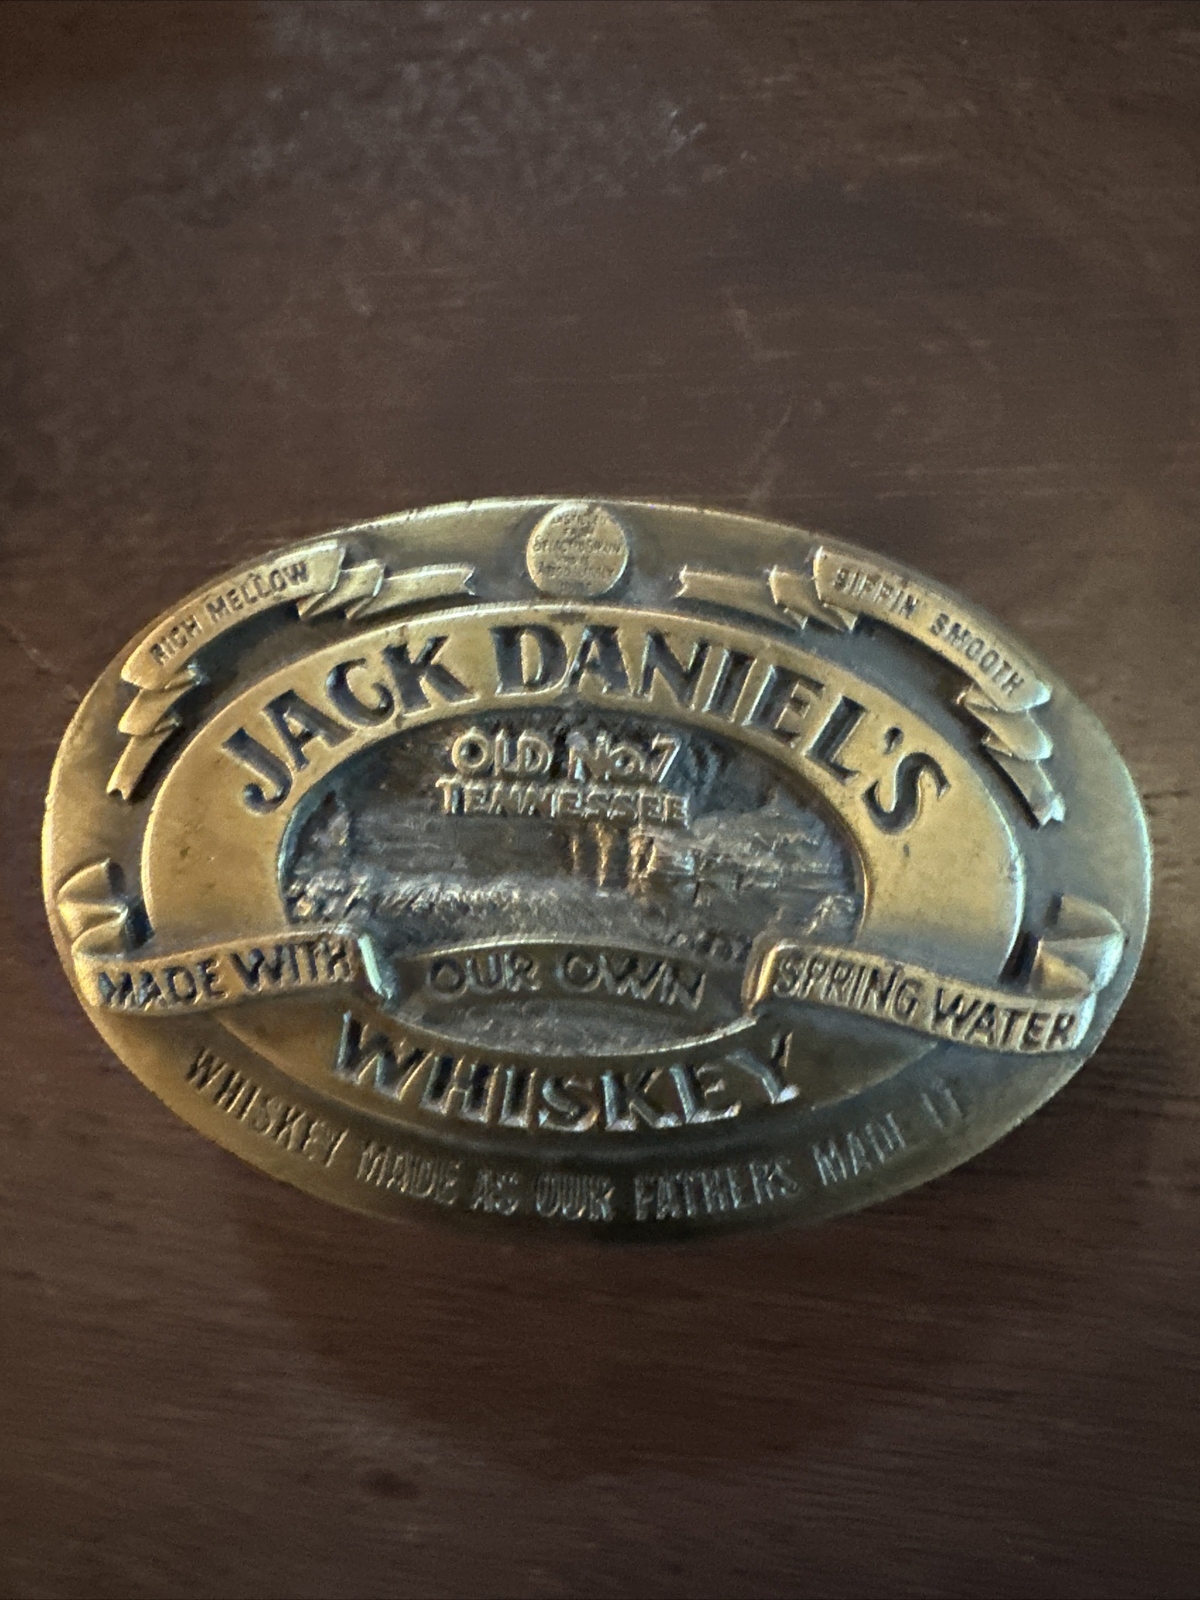 RICH MELLOW
SIPPIN' SMOOTH
JACK DANIEL'S
OLD No.7
TENNESSEE
MADE WITH OUR OWN SPRING WATER
WHISKEY
WHISKEY MADE AS OUR FATHERS MADE IT